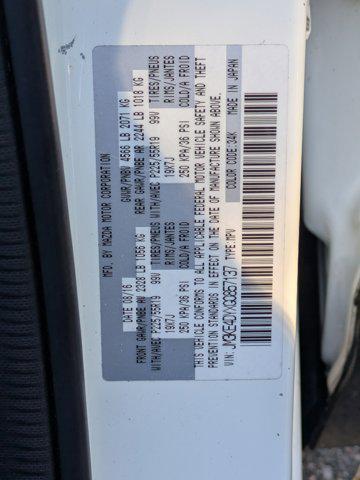 MFD BY: MAZDA MOTOR CORPORATION
DATE: 08/16 GVWR/PNBV 4566 LB 2071 KG
FRONT GAWR/PNBE AV 2328 LB 1056 KG REAR GAWR/PNBE AR 2244 LB 1018 KG
WITH/AVEC P225/55R19 99V TIRES/PNEUS WITH/AVEC P225/55R19 99V TIRES/PNEUS
19X7J RIMS/JANTES 19X7J RIMS/JANTES
250 KPA/36 PSI COLD/A FROID 250 KPA/36 PSI COLD/A FROID
THIS VEHICLE CONFORMS TO ALL APPLICABLE FEDERAL MOTOR VEHICLE SAFETY AND THEFT
PREVENTION STANDARDS IN EFFECT ON THE DATE OF MANUFACTURE SHOWN ABOVE.
VIN: TYPE: MPV COLOR CODE: 34K MADE IN JAPAN